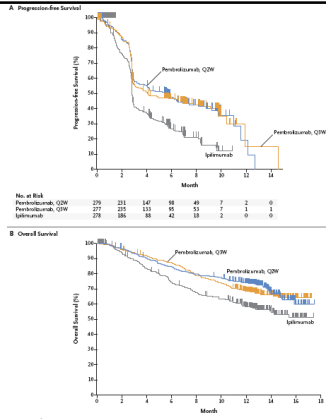 A Progression-free Survival
Progression-free Survival (%)
100
90
80
70
60
50
40
30
20
10
0
Pembrolizumab, Q2W
Pembrolizumab, Q3W
Ipilimumab
0 2 4 6 8 10 12 14
Month
No. at Risk
Pembrolizumab, Q2W 279 231 147 98 49 7 2 0
Pembrolizumab, Q3W 277 235 133 95 53 7 1 1
Ipilimumab 278 186 88 42 18 2 0 0
B Overall Survival
Overall Survival (%)
100
90
80
70
60
50
40
30
20
10
0
Pembrolizumab, Q3W
Pembrolizumab, Q2W
Ipilimumab
0 2 4 6 8 10 12 14 16 18
Month